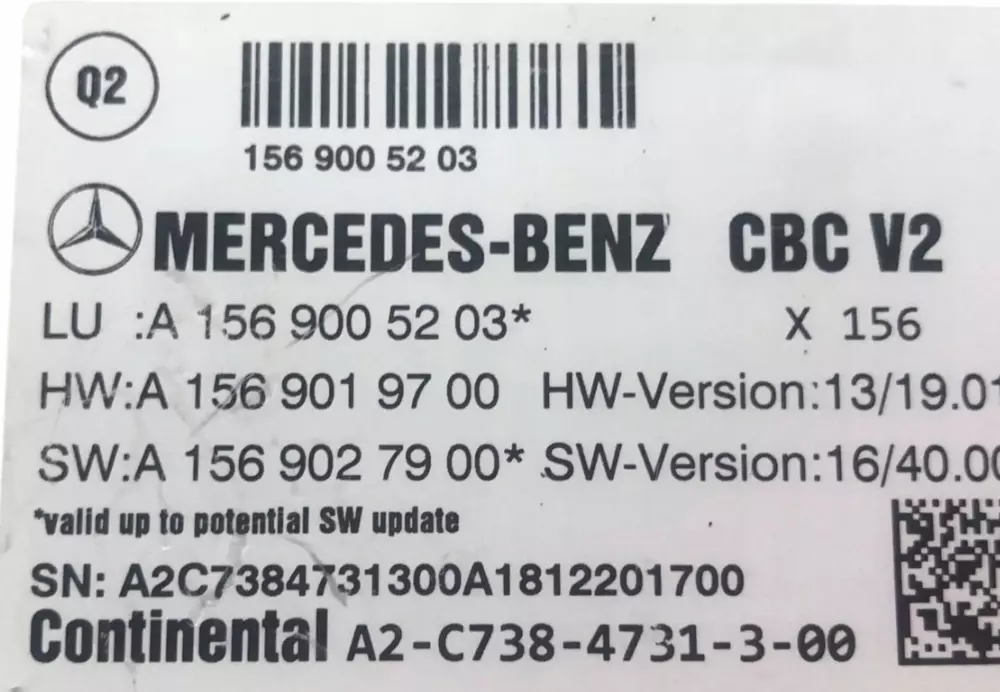 Q2
156 900 52 03
MERCEDES-BENZ CBC V2
LU :A 156 900 52 03* X 156
HW:A 156 901 97 00 HW-Version:13/19.01
SW:A 156 902 79 00* SW-Version:16/40.00
*valid up to potential SW update
SN: A2C7384731300A1812201700
Continental A2-C738-4731-3-00